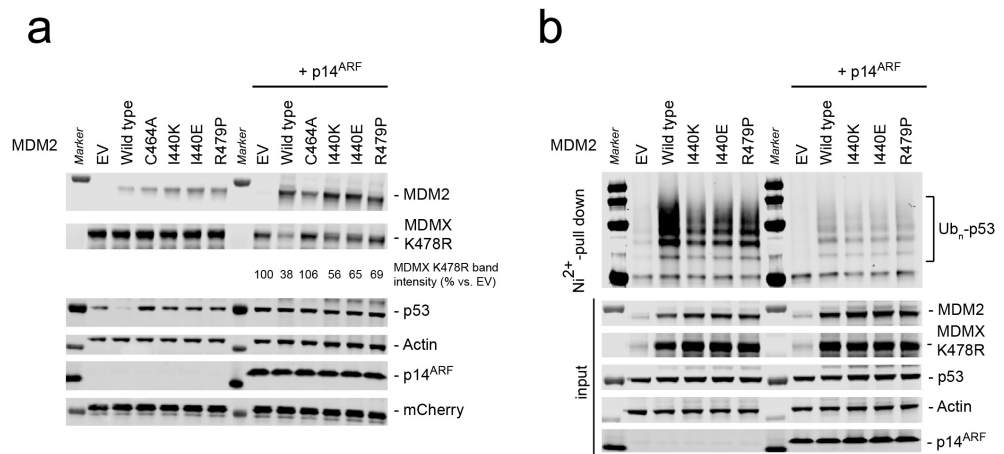 a
+ p14ARF
MDM2
Marker
EV
Wild type
C464A
I440K
I440E
R479P
Marker
EV
Wild type
C464A
I440K
I440E
R479P
- MDM2
MDMX
- K478R
100 38 106 56 65 69
MDMX K478R band
intensity (% vs. EV)
- p53
- Actin
- p14ARF
- mCherry
b
+ p14ARF
MDM2
Marker
EV
Wild type
I440K
I440E
R479P
Marker
EV
Wild type
I440K
I440E
R479P
Ni2+-pull down
Ubn-p53
input
- MDM2
MDMX
- K478R
- p53
- Actin
- p14ARF